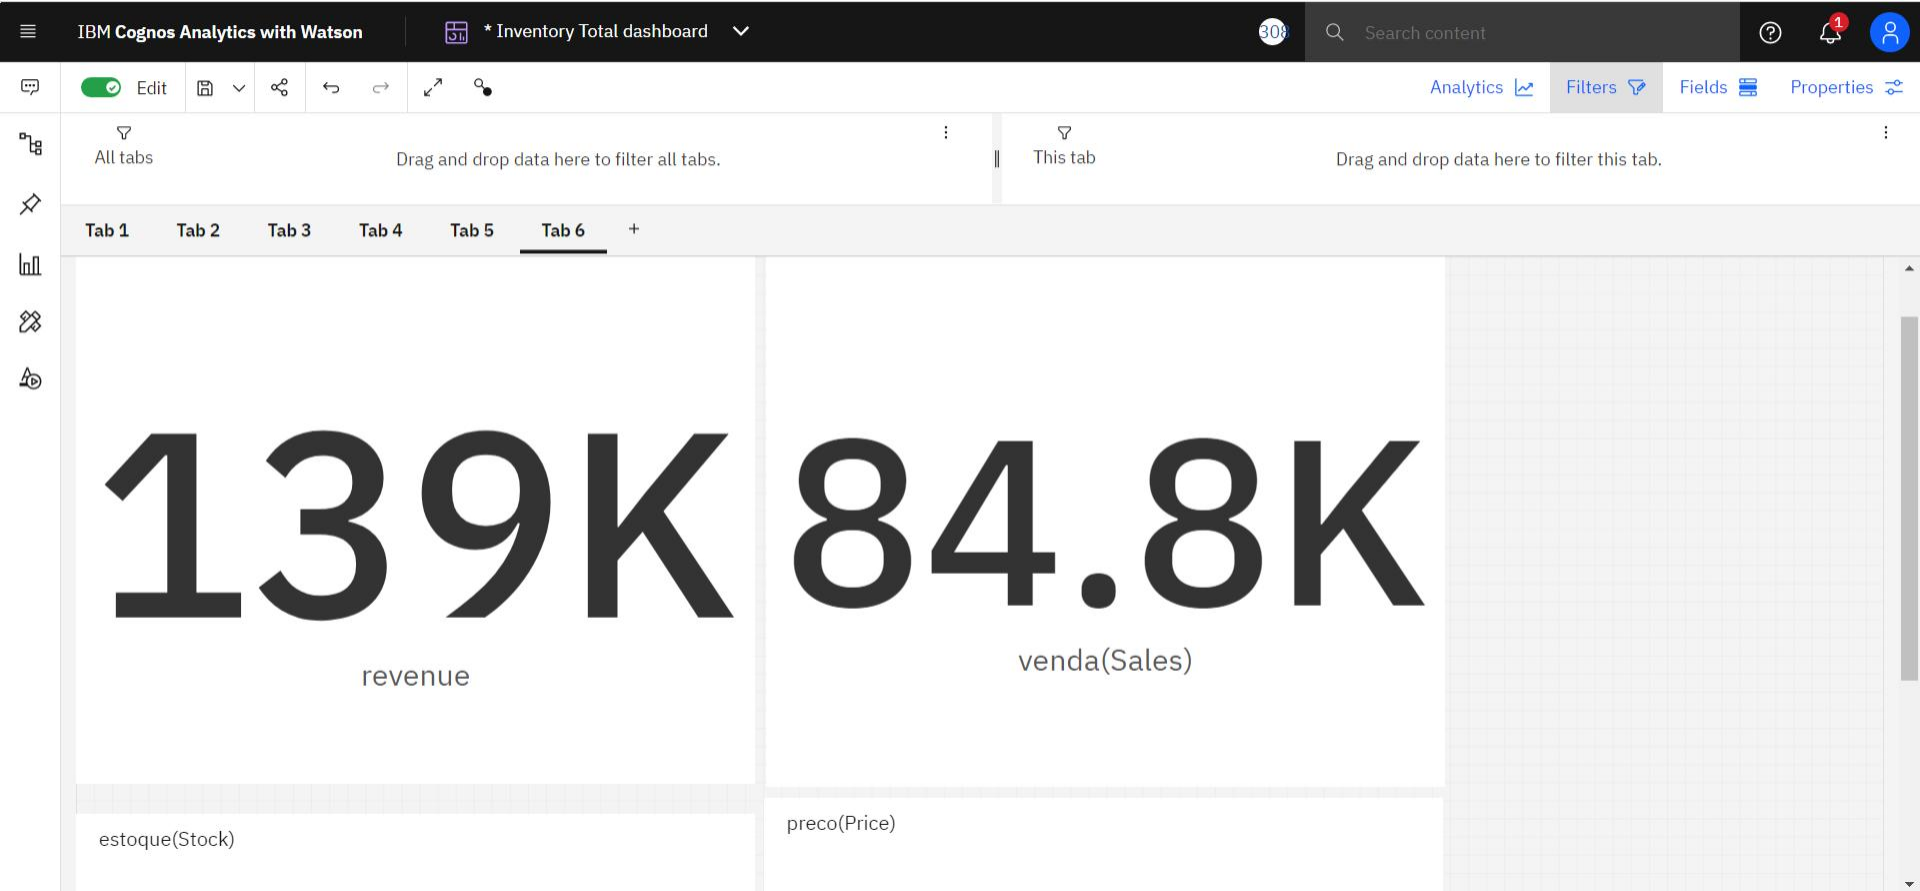 IBM Cognos Analytics with Watson
* Inventory Total dashboard
308
Search content
1
Edit
Analytics
Filters
Fields
Properties
All tabs
Drag and drop data here to filter all tabs.
This tab
Drag and drop data here to filter this tab.
Tab 1
Tab 2
Tab 3
Tab 4
Tab 5
Tab 6
+
139K
revenue
84.8K
venda(Sales)
estoque(Stock)
preco(Price)